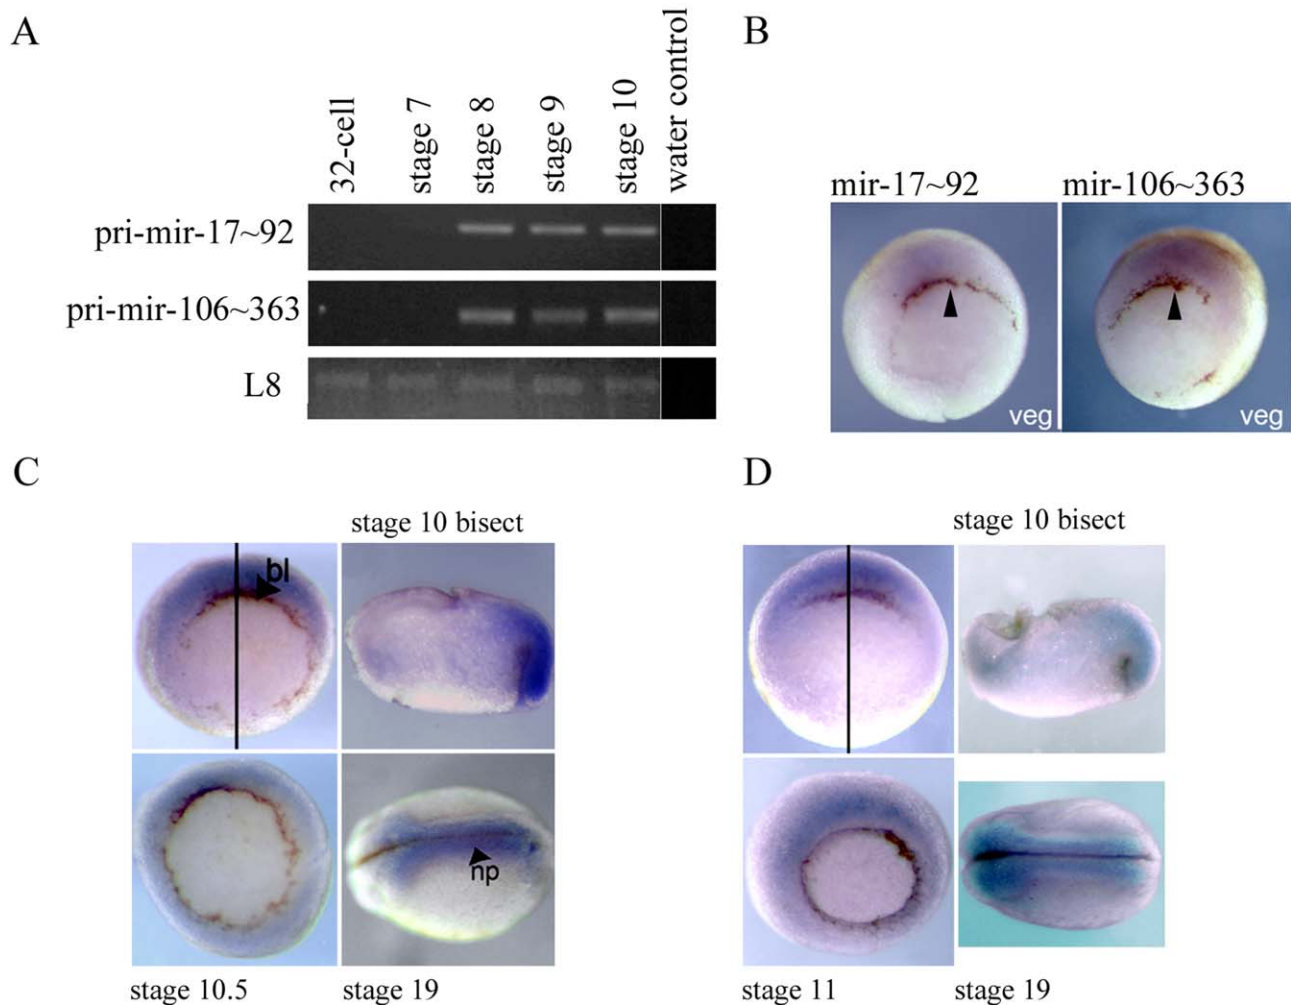 A
32-cell
stage 7
stage 8
stage 9
stage 10
water control
pri-mir-17~92
pri-mir-106~363
L8
B
mir-17~92
mir-106~363
veg
veg
C
stage 10 bisect
bl
np
stage 10.5
stage 19
D
stage 10 bisect
stage 11
stage 19